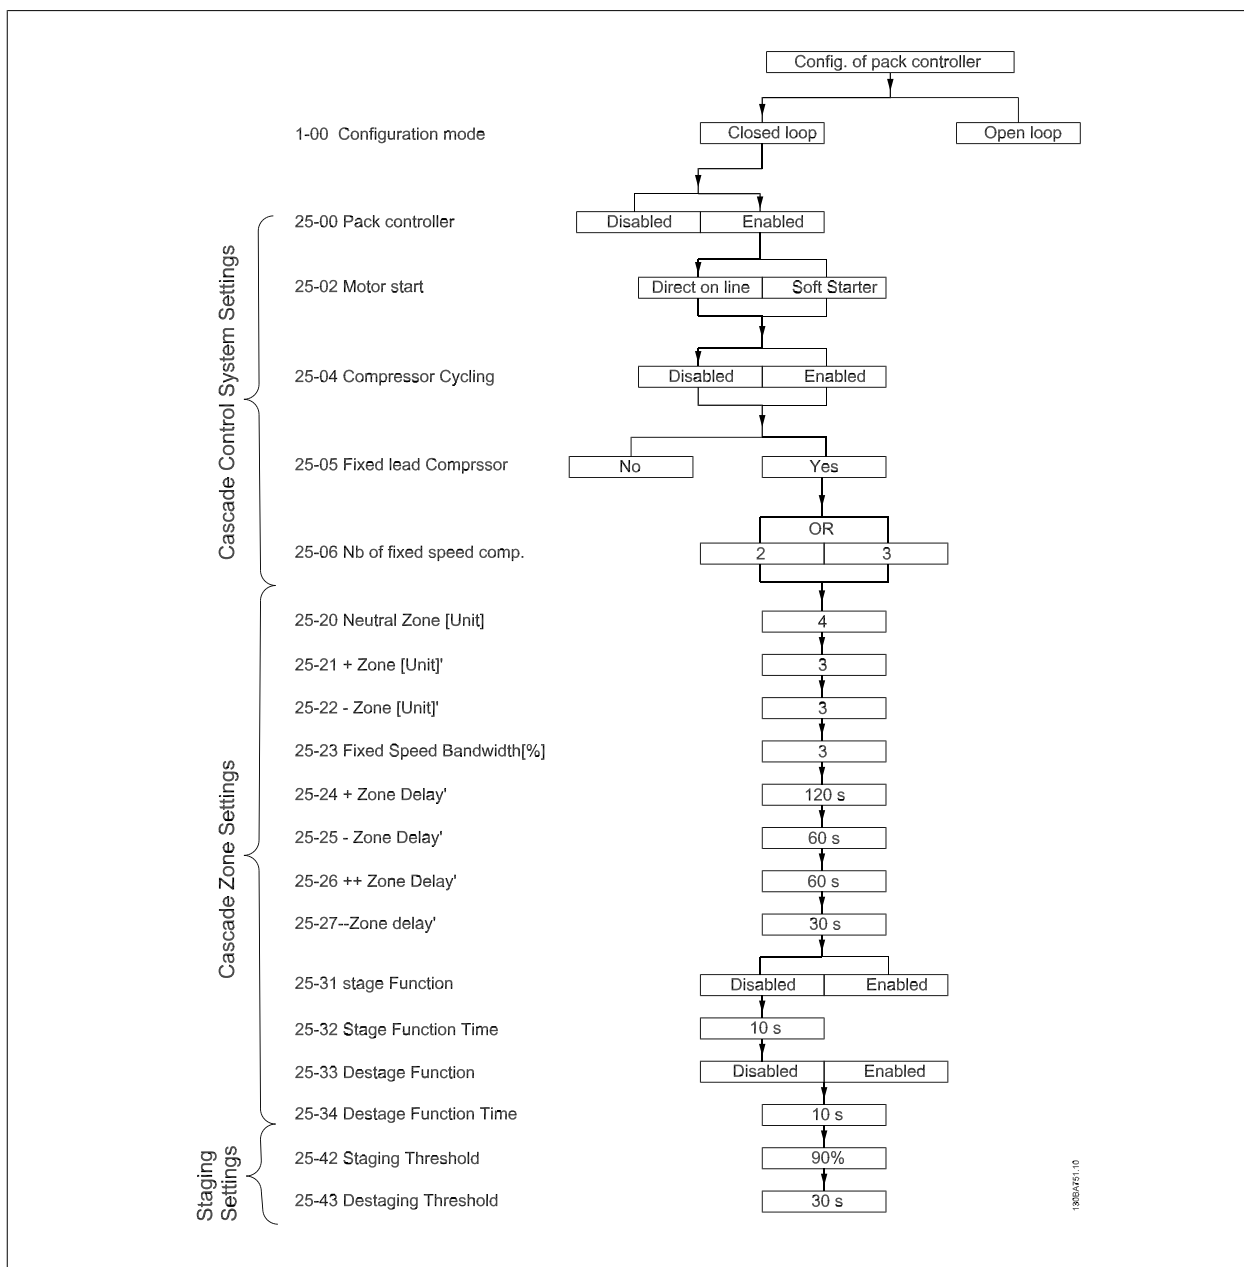 Config. of pack controller
1-00 Configuration mode
Closed loop
Open loop
25-00 Pack controller
Disabled
Enabled
25-02 Motor start
Direct on line
Soft Starter
25-04 Compressor Cycling
Disabled
Enabled
25-05 Fixed lead Comprssor
No
Yes
OR
25-06 Nb of fixed speed comp.
2
3
Cascade Control System Settings
25-20 Neutral Zone [Unit]
4
25-21 + Zone [Unit]'
3
25-22 - Zone [Unit]'
3
25-23 Fixed Speed Bandwidth[%]
3
25-24 + Zone Delay'
120 s
25-25 - Zone Delay'
60 s
25-26 ++ Zone Delay'
60 s
25-27--Zone delay'
30 s
25-31 stage Function
Disabled
Enabled
25-32 Stage Function Time
10 s
25-33 Destage Function
Disabled
Enabled
25-34 Destage Function Time
10 s
Cascade Zone Settings
25-42 Staging Threshold
90%
25-43 Destaging Threshold
30 s
Staging
Settings
130BA751.10